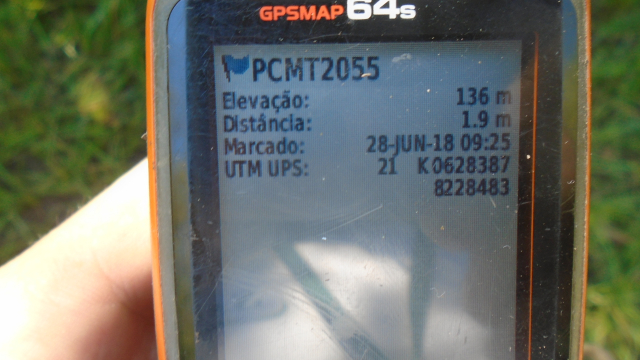 GPSMAP 64s
PCMT2055
Elevação: 136 m
Distância: 1.9 m
Marcado: 28-JUN-18 09:25
UTM UPS: 21 K 0628387
8228483